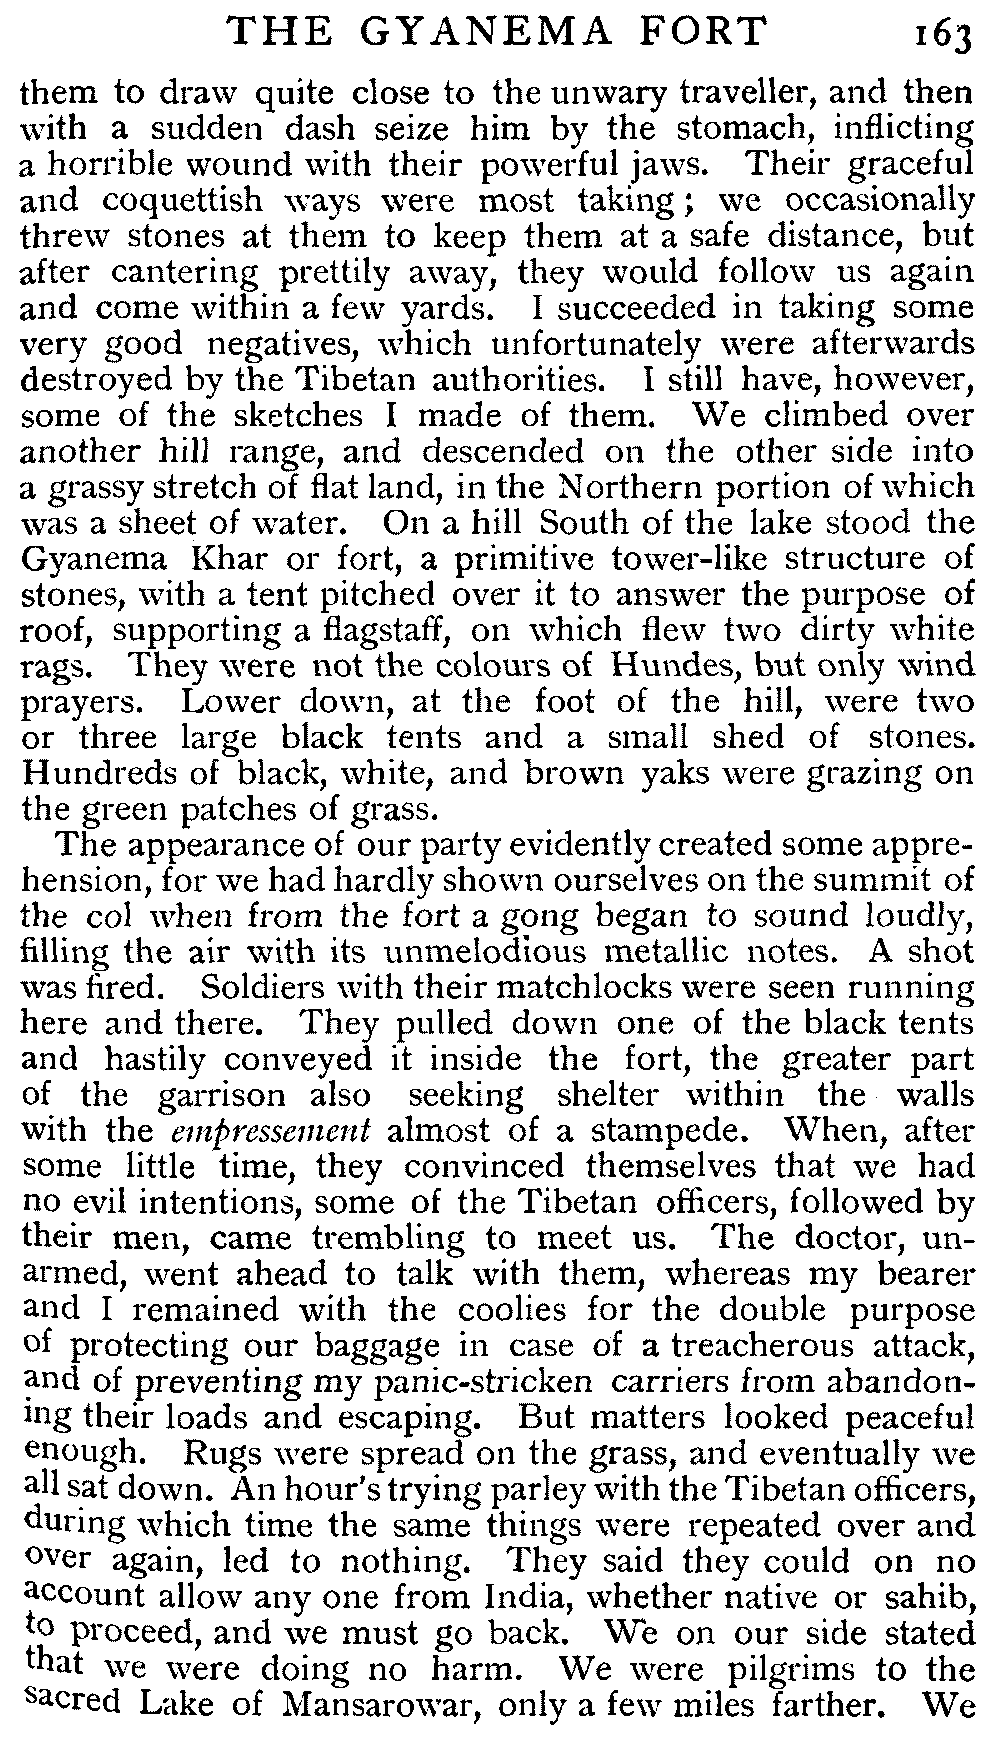 THE GYANEMA FORT 163
them to draw quite close to the unwary traveller, and then
with a sudden dash seize him by the stomach, inflicting
a horrible wound with their powerful jaws. Their graceful
and coquettish ways were most taking; we occasionally
threw stones at them to keep them at a safe distance, but
after cantering prettily away, they would follow us again
and come within a few yards. I succeeded in taking some
very good negatives, which unfortunately were afterwards
destroyed by the Tibetan authorities. I still have, however,
some of the sketches I made of them. We climbed over
another hill range, and descended on the other side into
a grassy stretch of flat land, in the Northern portion of which
was a sheet of water. On a hill South of the lake stood the
Gyanema Khar or fort, a primitive tower-like structure of
stones, with a tent pitched over it to answer the purpose of
roof, supporting a flagstaff, on which flew two dirty white
rags. They were not the colours of Hundes, but only wind
prayers. Lower down, at the foot of the hill, were two
or three large black tents and a small shed of stones.
Hundreds of black, white, and brown yaks were grazing on
the green patches of grass.
The appearance of our party evidently created some appre-
hension, for we had hardly shown ourselves on the summit of
the col when from the fort a gong began to sound loudly,
filling the air with its unmelodious metallic notes. A shot
was fired. Soldiers with their matchlocks were seen running
here and there. They pulled down one of the black tents
and hastily conveyed it inside the fort, the greater part
of the garrison also seeking shelter within the walls
with the empressement almost of a stampede. When, after
some little time, they convinced themselves that we had
no evil intentions, some of the Tibetan officers, followed by
their men, came trembling to meet us. The doctor, un-
armed, went ahead to talk with them, whereas my bearer
and I remained with the coolies for the double purpose
of protecting our baggage in case of a treacherous attack,
and of preventing my panic-stricken carriers from abandon-
ing their loads and escaping. But matters looked peaceful
enough. Rugs were spread on the grass, and eventually we
all sat down. An hour's trying parley with the Tibetan officers,
during which time the same things were repeated over and
over again, led to nothing. They said they could on no
account allow any one from India, whether native or sahib,
to proceed, and we must go back. We on our side stated
that we were doing no harm. We were pilgrims to the
sacred Lake of Mansarowar, only a few miles farther. We